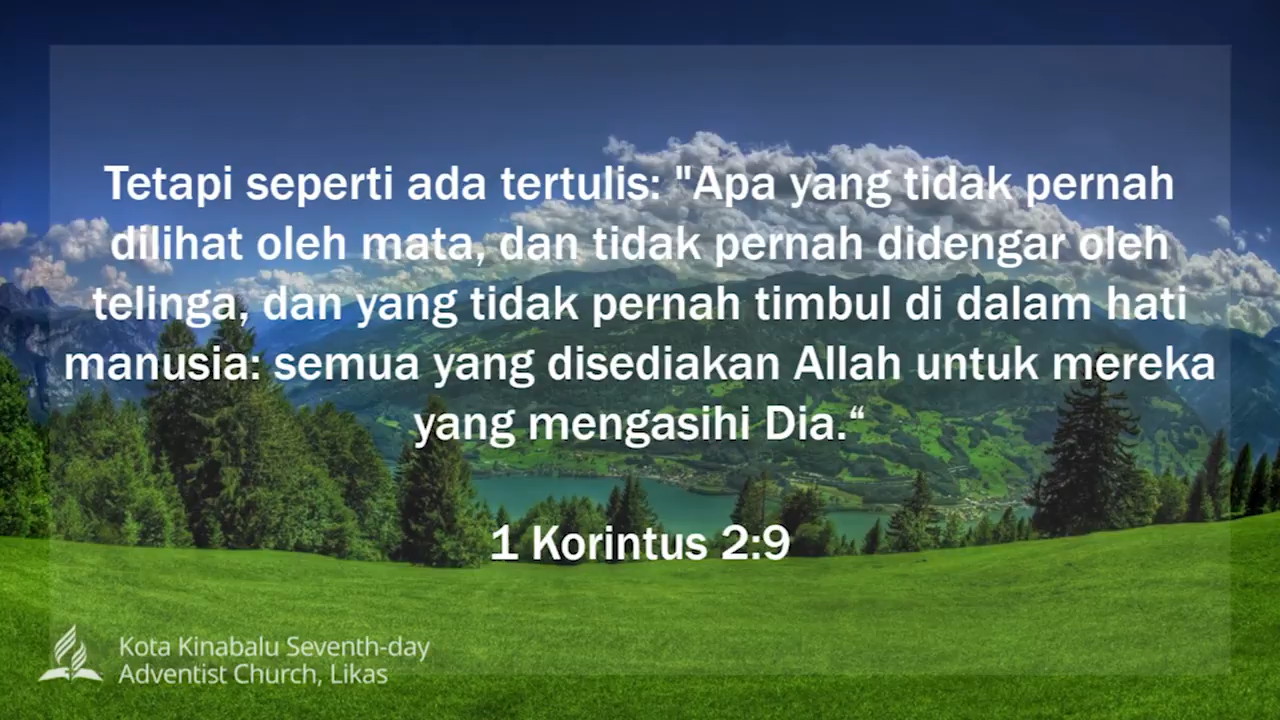 Tetapi seperti ada tertulis: "Apa yang tidak pernah
dilihat oleh mata, dan tidak pernah didengar oleh
telinga, dan yang tidak pernah timbul di dalam hati
manusia: semua yang disediakan Allah untuk mereka
yang mengasihi Dia.“
1 Korintus 2:9
Kota Kinabalu Seventh-day
Adventist Church, Likas